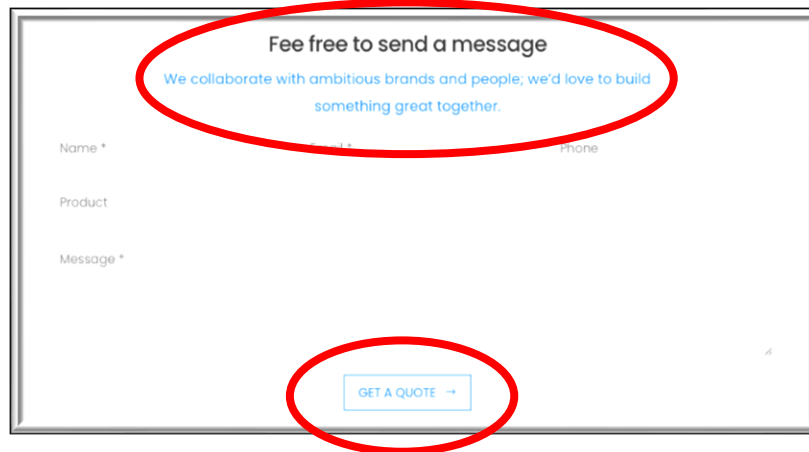 Fee free to send a message
We collaborate with ambitious brands and people; we'd love to build
something great together.
Name * Email * Phone
Product
Message *
GET A QUOTE →